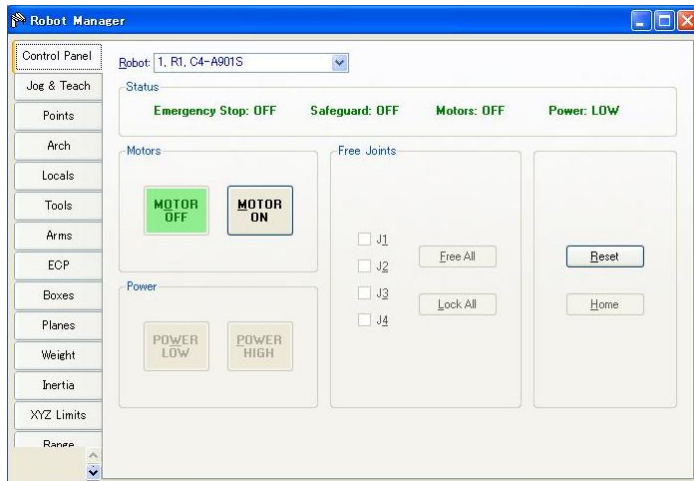 Robot Manager
Control Panel
Jog & Teach
Points
Arch
Locals
Tools
Arms
ECP
Boxes
Planes
Weight
Inertia
XYZ Limits
Range
Robot: 1, R1, C4-A901S
Status
Emergency Stop: OFF Safeguard: OFF Motors: OFF Power: LOW
Motors
MOTOR OFF
MOTOR ON
Power
POWER LOW
POWER HIGH
Free Joints
J1
J2
J3
J4
Free All
Lock All
Reset
Home